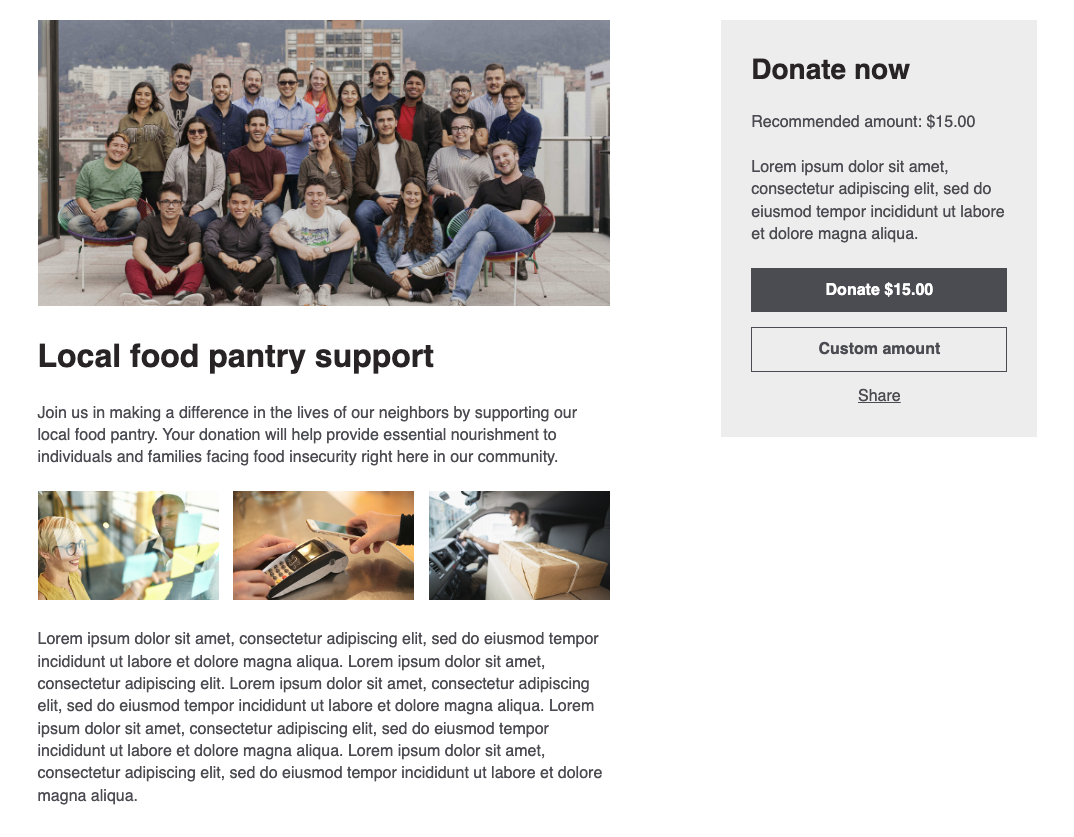 Local food pantry support
Join us in making a difference in the lives of our neighbors by supporting our
local food pantry. Your donation will help provide essential nourishment to
individuals and families facing food insecurity right here in our community.
Lorem ipsum dolor sit amet, consectetur adipiscing elit, sed do eiusmod tempor
incididunt ut labore et dolore magna aliqua. Lorem ipsum dolor sit amet,
consectetur adipiscing elit. Lorem ipsum dolor sit amet, consectetur adipiscing
elit, sed do eiusmod tempor incididunt ut labore et dolore magna aliqua. Lorem
ipsum dolor sit amet, consectetur adipiscing elit, sed do eiusmod tempor
incididunt ut labore et dolore magna aliqua. Lorem ipsum dolor sit amet,
consectetur adipiscing elit, sed do eiusmod tempor incididunt ut labore et dolore
magna aliqua.
Donate now
Recommended amount: $15.00
Lorem ipsum dolor sit amet,
consectetur adipiscing elit, sed do
eiusmod tempor incididunt ut labore
et dolore magna aliqua.
Donate $15.00
Custom amount
Share